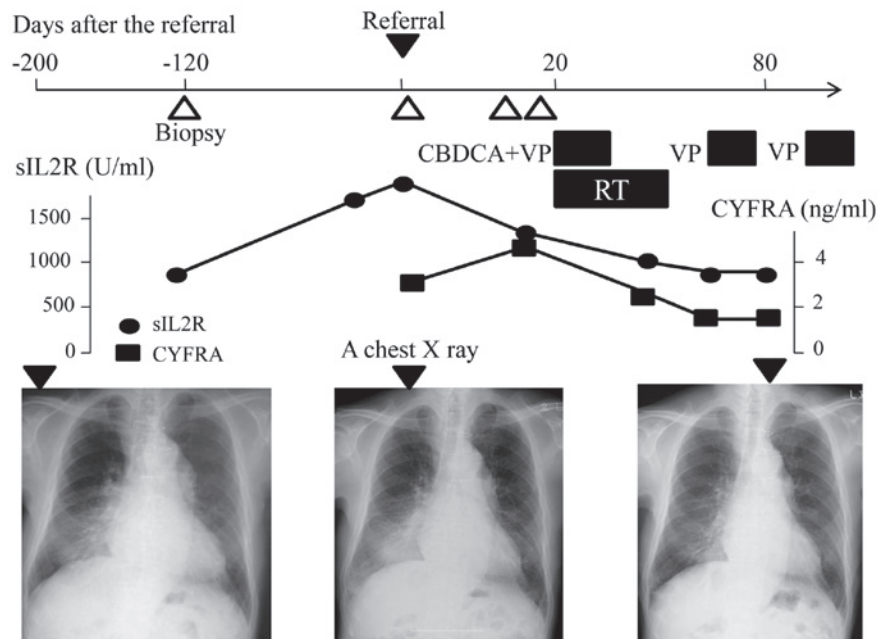 Days after the referral
Referral
-200 -120 20 80
Biopsy
CBDCA+VP VP VP
RT
sIL2R (U/ml) CYFRA (ng/ml)
1500
1000
500
0
4
2
0
sIL2R
CYFRA
A chest X ray